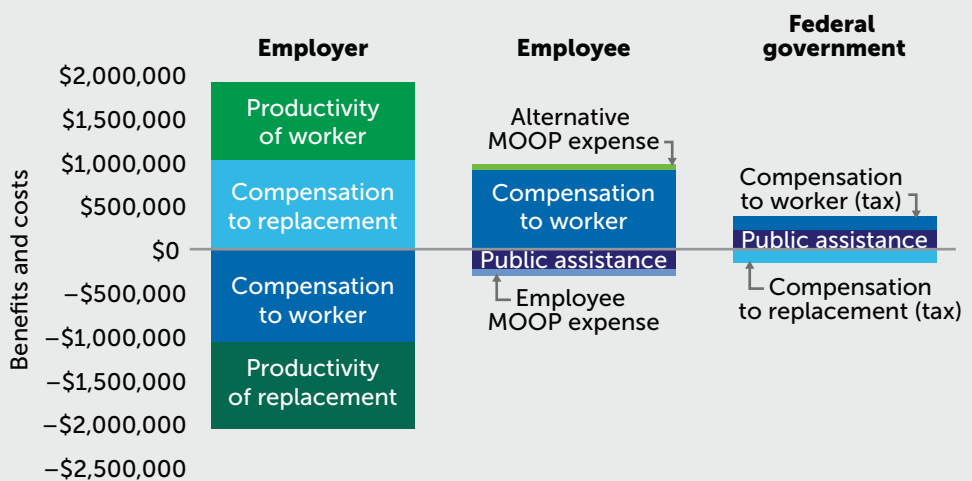 Employer
Employee
Federal
government
Benefits and costs
$2,000,000
$1,500,000
$1,000,000
$500,000
$0
–$500,000
–$1,000,000
–$1,500,000
–$2,000,000
–$2,500,000
Productivity
of worker
Compensation
to replacement
Compensation
to worker
Productivity
of replacement
Alternative
MOOP expense
Compensation
to worker
Public assistance
Employee
MOOP expense
Compensation
to worker (tax)
Public assistance
Compensation
to replacement (tax)